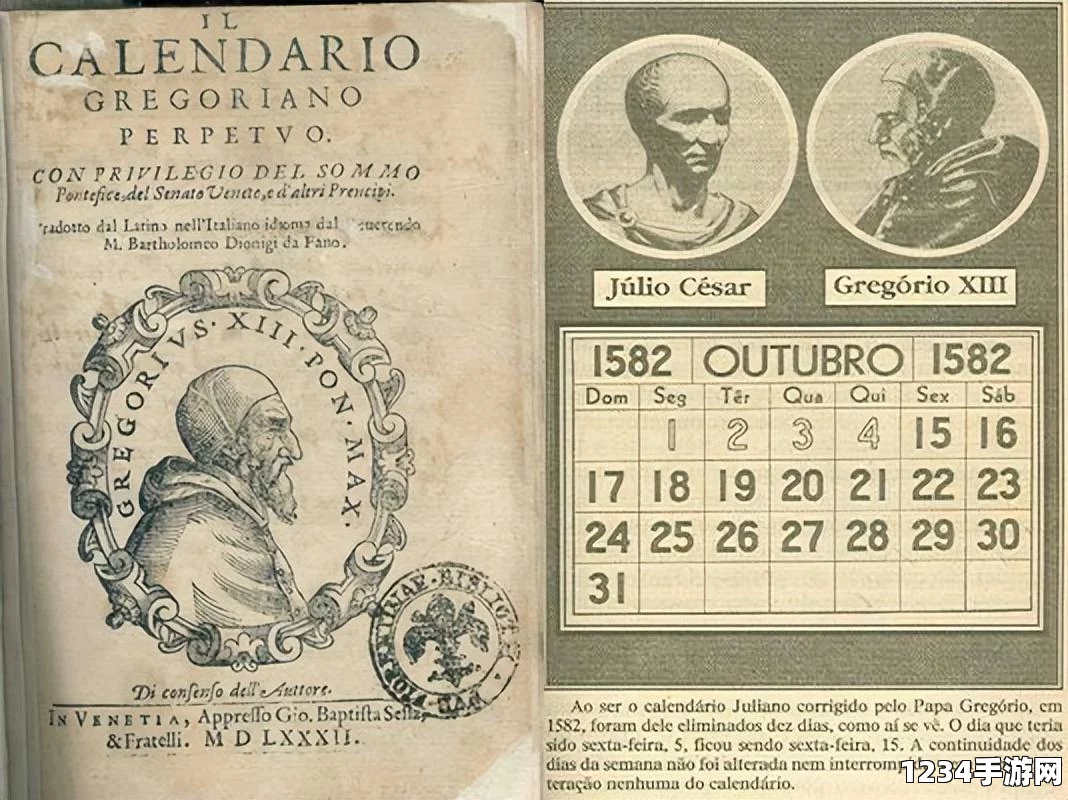 IL
CALENDARIO
GREGORIANO
PERPETVO.
CON PRIVILEGIO DEL SOMMO
Pontefice, del Senato Veneto, e d'altri Prencipi.
radotto dal Latino nell'Italiano idioma dal Reuerendo
M. Bartholomeo Dionigi da Fano.
GREGORIVS · XIII · PON · MAX.
Di consenso dell'Auttore.
IN VENETIA, Appresso Gio. Baptista Sessa,
& Fratelli. M D LXXXII.
Júlio César
Gregório XIII
1582 OUTUBRO 1582
Dom Seg Têr Qua Qui Sex Sáb
1 2 3 4 15 16
17 18 19 20 21 22 23
24 25 26 27 28 29 30
31
Ao ser o calendário Juliano corrigido pelo Papa Gregório, em
1582, foram dele eliminados dez dias, como aí se vê. O dia que teria
sido sexta-feira, 5, ficou sendo sexta-feira, 15. A continuidade dos
dias da semana não foi alterada nem
teração nenhuma do calendário.
1234手游网